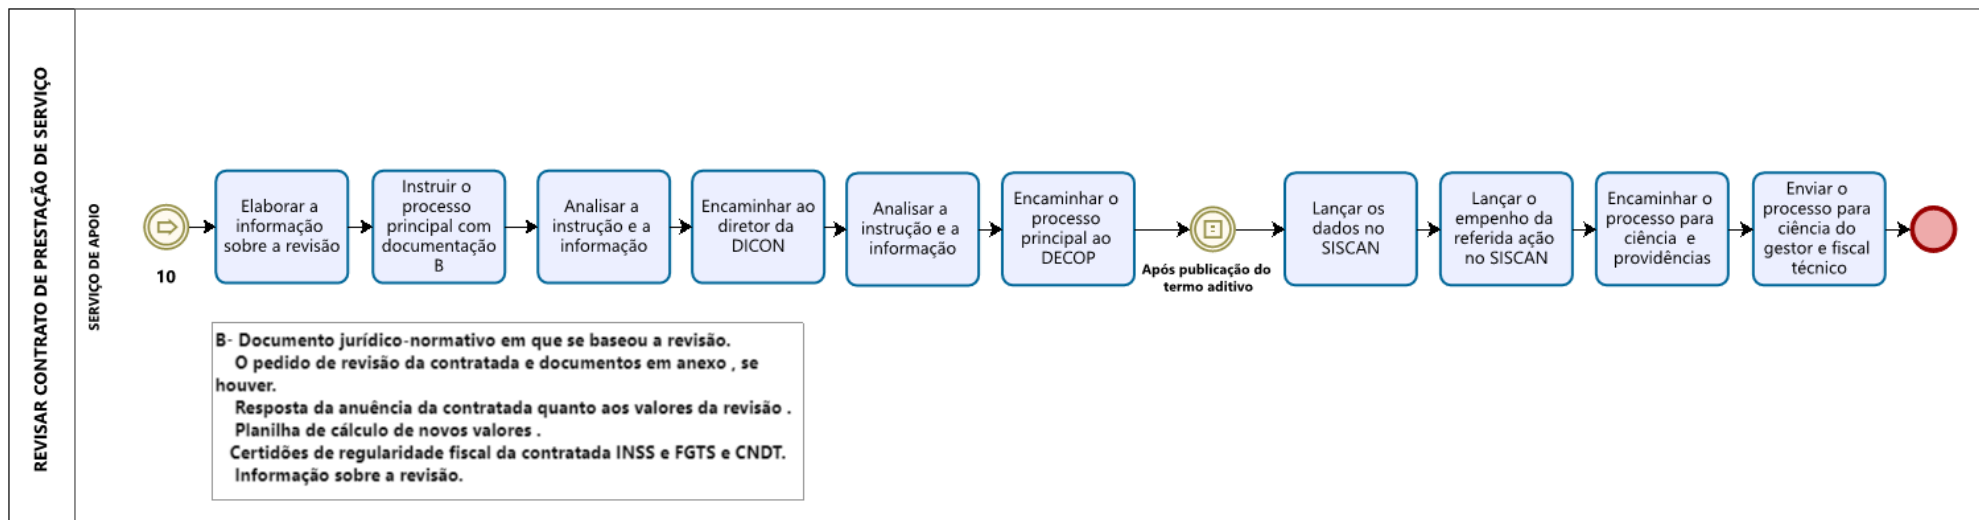 REVISAR CONTRATO DE PRESTAÇÃO DE SERVIÇO
SERVIÇO DE APOIO
10
Elaborar a
informação
sobre a revisão
Instruir o
processo
principal com
documentação
B
Analisar a
instrução e a
informação
Encaminhar ao
diretor da
DICON
Analisar a
instrução e a
informação
Encaminhar o
processo
principal ao
DECOP
Após publicação do
termo aditivo
Lançar os
dados no
SISCAN
Lançar o
empenho da
referida ação
no SISCAN
Encaminhar o
processo para
ciência e
providências
Enviar o
processo para
ciência do
gestor e fiscal
técnico
B- Documento jurídico-normativo em que se baseou a revisão.
O pedido de revisão da contratada e documentos em anexo , se
houver.
Resposta da anuência da contratada quanto aos valores da revisão .
Planilha de cálculo de novos valores .
Certidões de regularidade fiscal da contratada INSS e FGTS e CNDT.
Informação sobre a revisão.